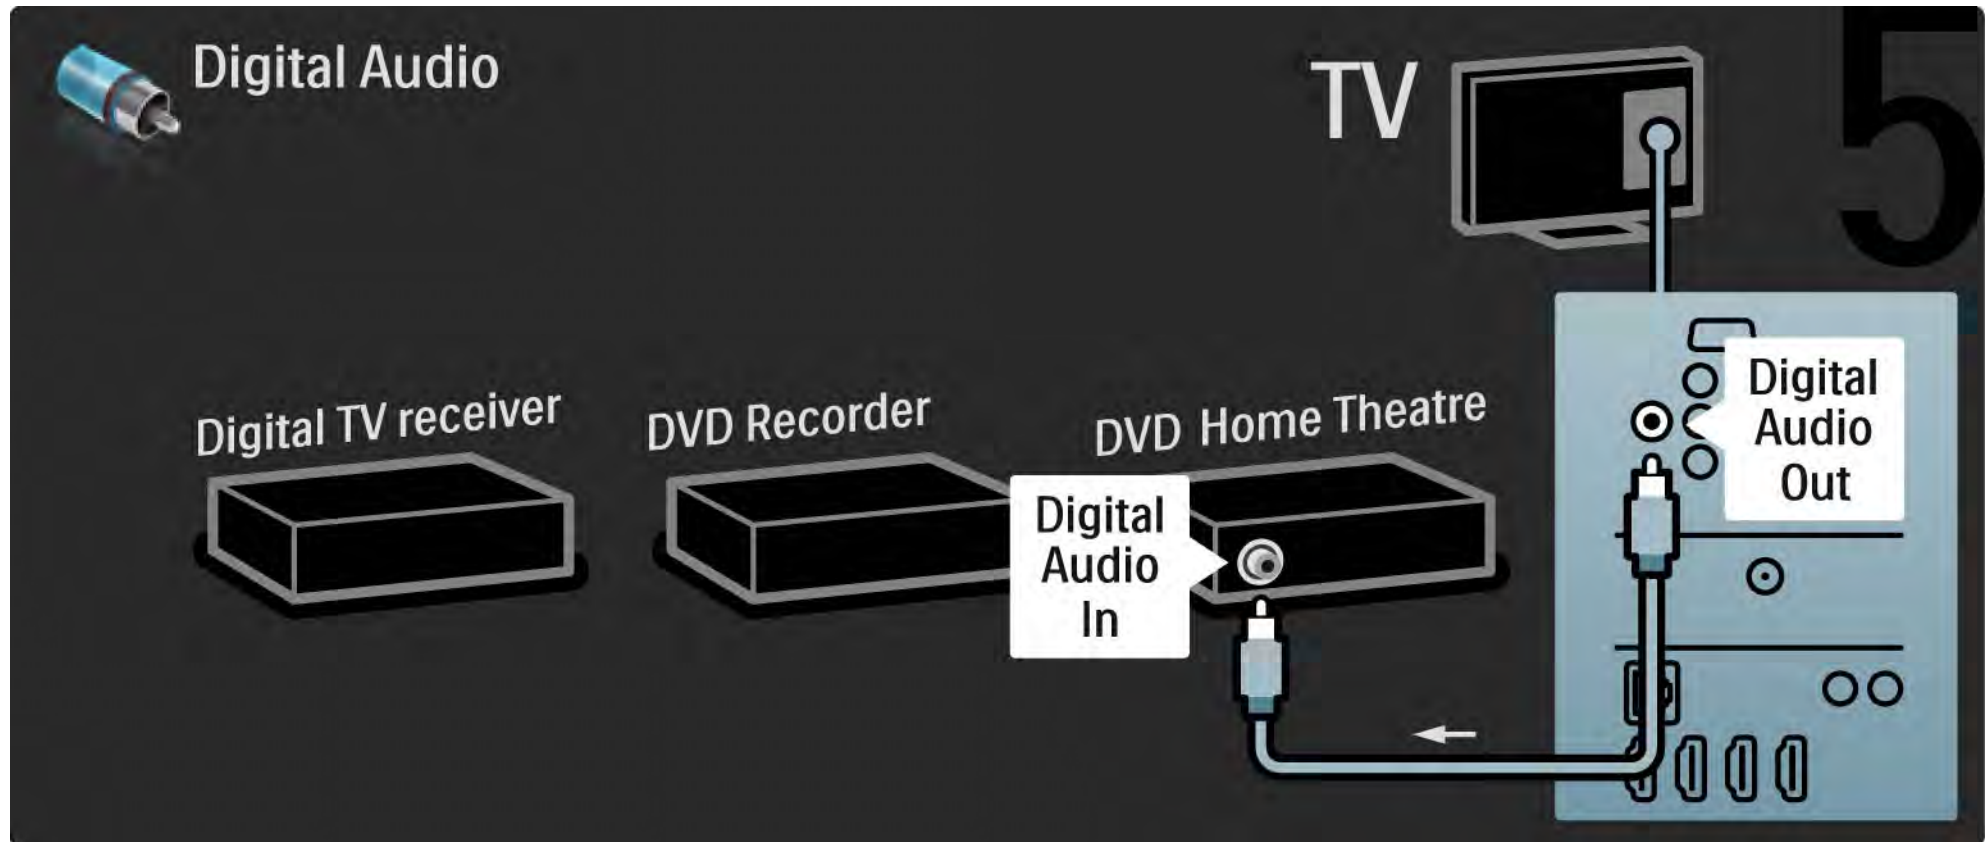 Digital Audio
TV
5
Digital TV receiver
DVD Recorder
DVD Home Theatre
Digital
Audio
Out
Digital
Audio
In